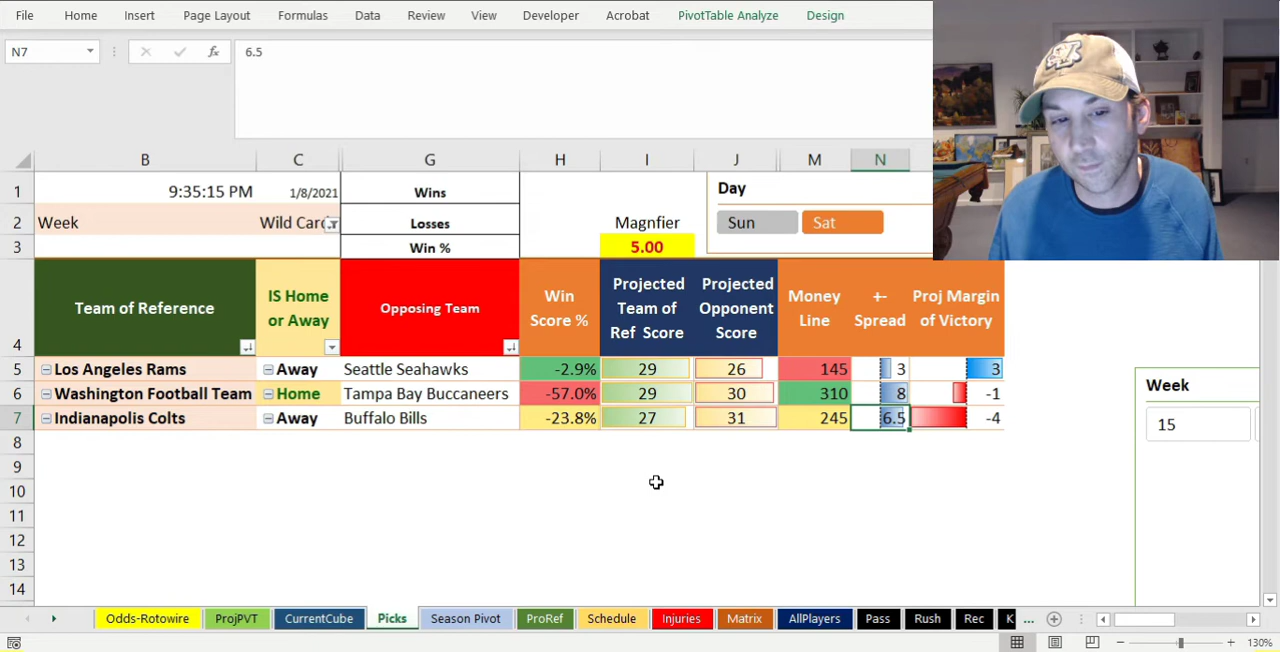 File Home Insert Page Layout Formulas Data Review View Developer Acrobat PivotTable Analyze Design
N7 fx 6.5
B C G H I J M N
1 9:35:15 PM 1/8/2021 Wins Day
2 Week Wild Card Losses Magnfier Sun Sat
3 Win % 5.00
4 Team of Reference IS Home or Away Opposing Team Win Score % Projected Team of Ref Score Projected Opponent Score Money Line +- Spread Proj Margin of Victory
5 Los Angeles Rams Away Seattle Seahawks -2.9% 29 26 145 3 3
6 Washington Football Team Home Tampa Bay Buccaneers -57.0% 29 30 310 8 -1
7 Indianapolis Colts Away Buffalo Bills -23.8% 27 31 245 6.5 -4
Week
15
8
9
10
11
12
13
14
Odds-Rotowire ProjPVT CurrentCube Picks Season Pivot ProRef Schedule Injuries Matrix AllPlayers Pass Rush Rec K ...
130%